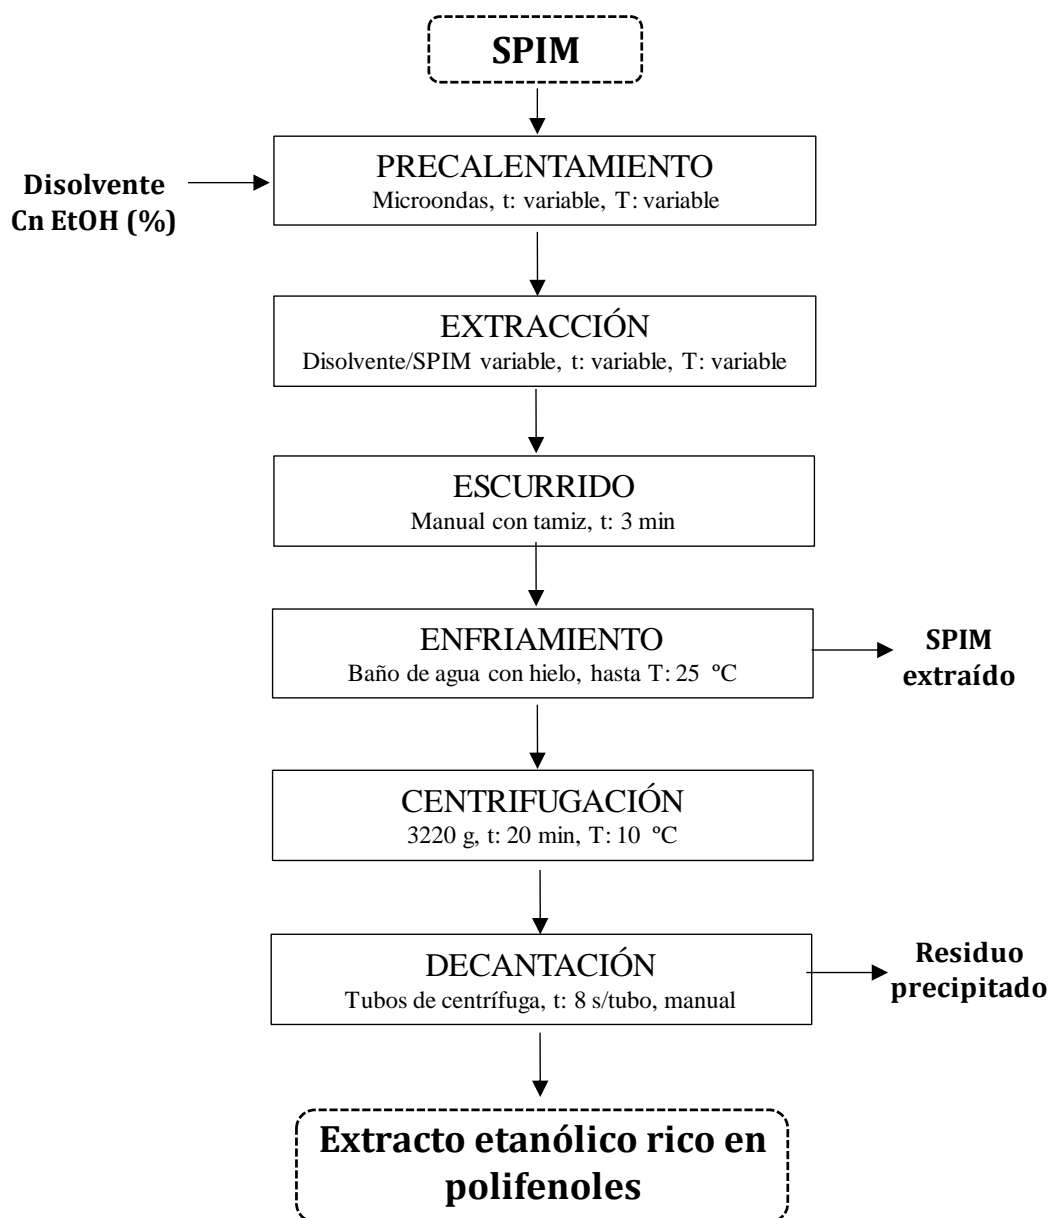 SPIM
PRECALENTAMIENTO
Microondas, t: variable, T: variable
Disolvente
Cn EtOH (%)
EXTRACCIÓN
Disolvente/SPIM variable, t: variable, T: variable
ESCURRIDO
Manual con tamiz, t: 3 min
ENFRIAMIENTO
Baño de agua con hielo, hasta T: 25 ºC
SPIM
extraído
CENTRIFUGACIÓN
3220 g, t: 20 min, T: 10 ºC
DECANTACIÓN
Tubos de centrífuga, t: 8 s/tubo, manual
Residuo
precipitado
Extracto etanólico rico en
polifenoles